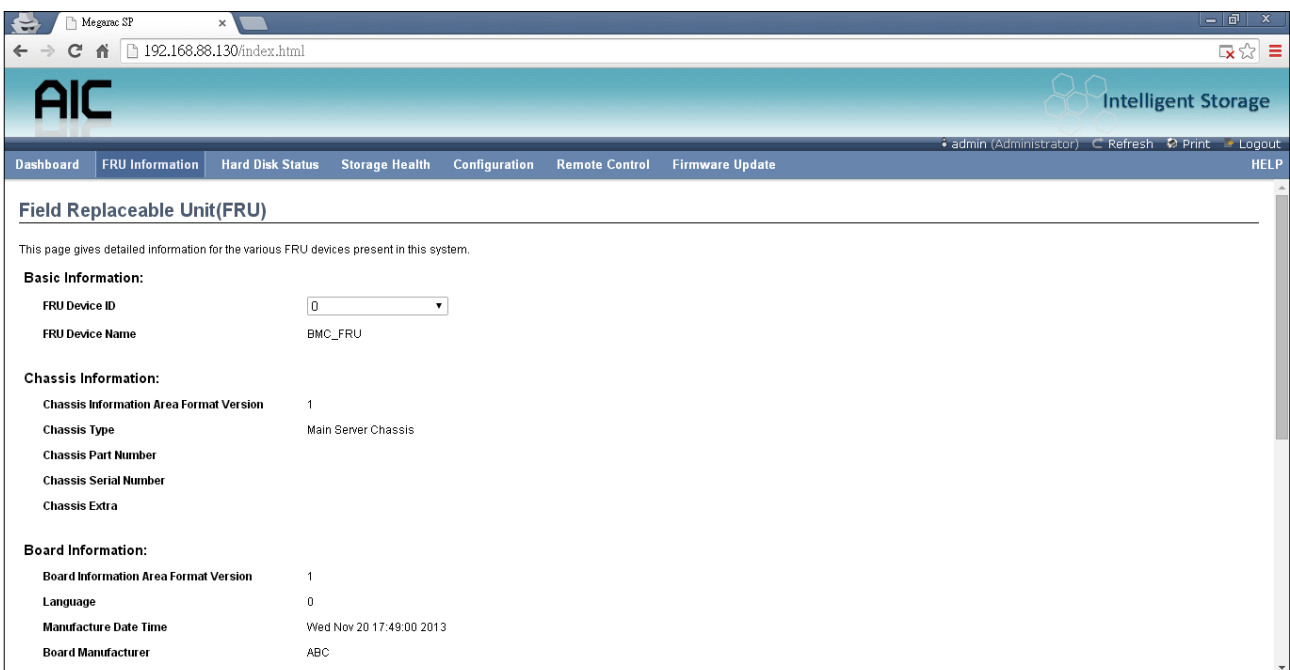 Megarac SP
192.168.88.130/index.html
AIC
Intelligent Storage
admin (Administrator) Refresh Print Logout
Dashboard FRU Information Hard Disk Status Storage Health Configuration Remote Control Firmware Update HELP
Field Replaceable Unit(FRU)
This page gives detailed information for the various FRU devices present in this system.
Basic Information:
FRU Device ID 0
FRU Device Name BMC_FRU
Chassis Information:
Chassis Information Area Format Version 1
Chassis Type Main Server Chassis
Chassis Part Number
Chassis Serial Number
Chassis Extra
Board Information:
Board Information Area Format Version 1
Language 0
Manufacture Date Time Wed Nov 20 17:49:00 2013
Board Manufacturer ABC